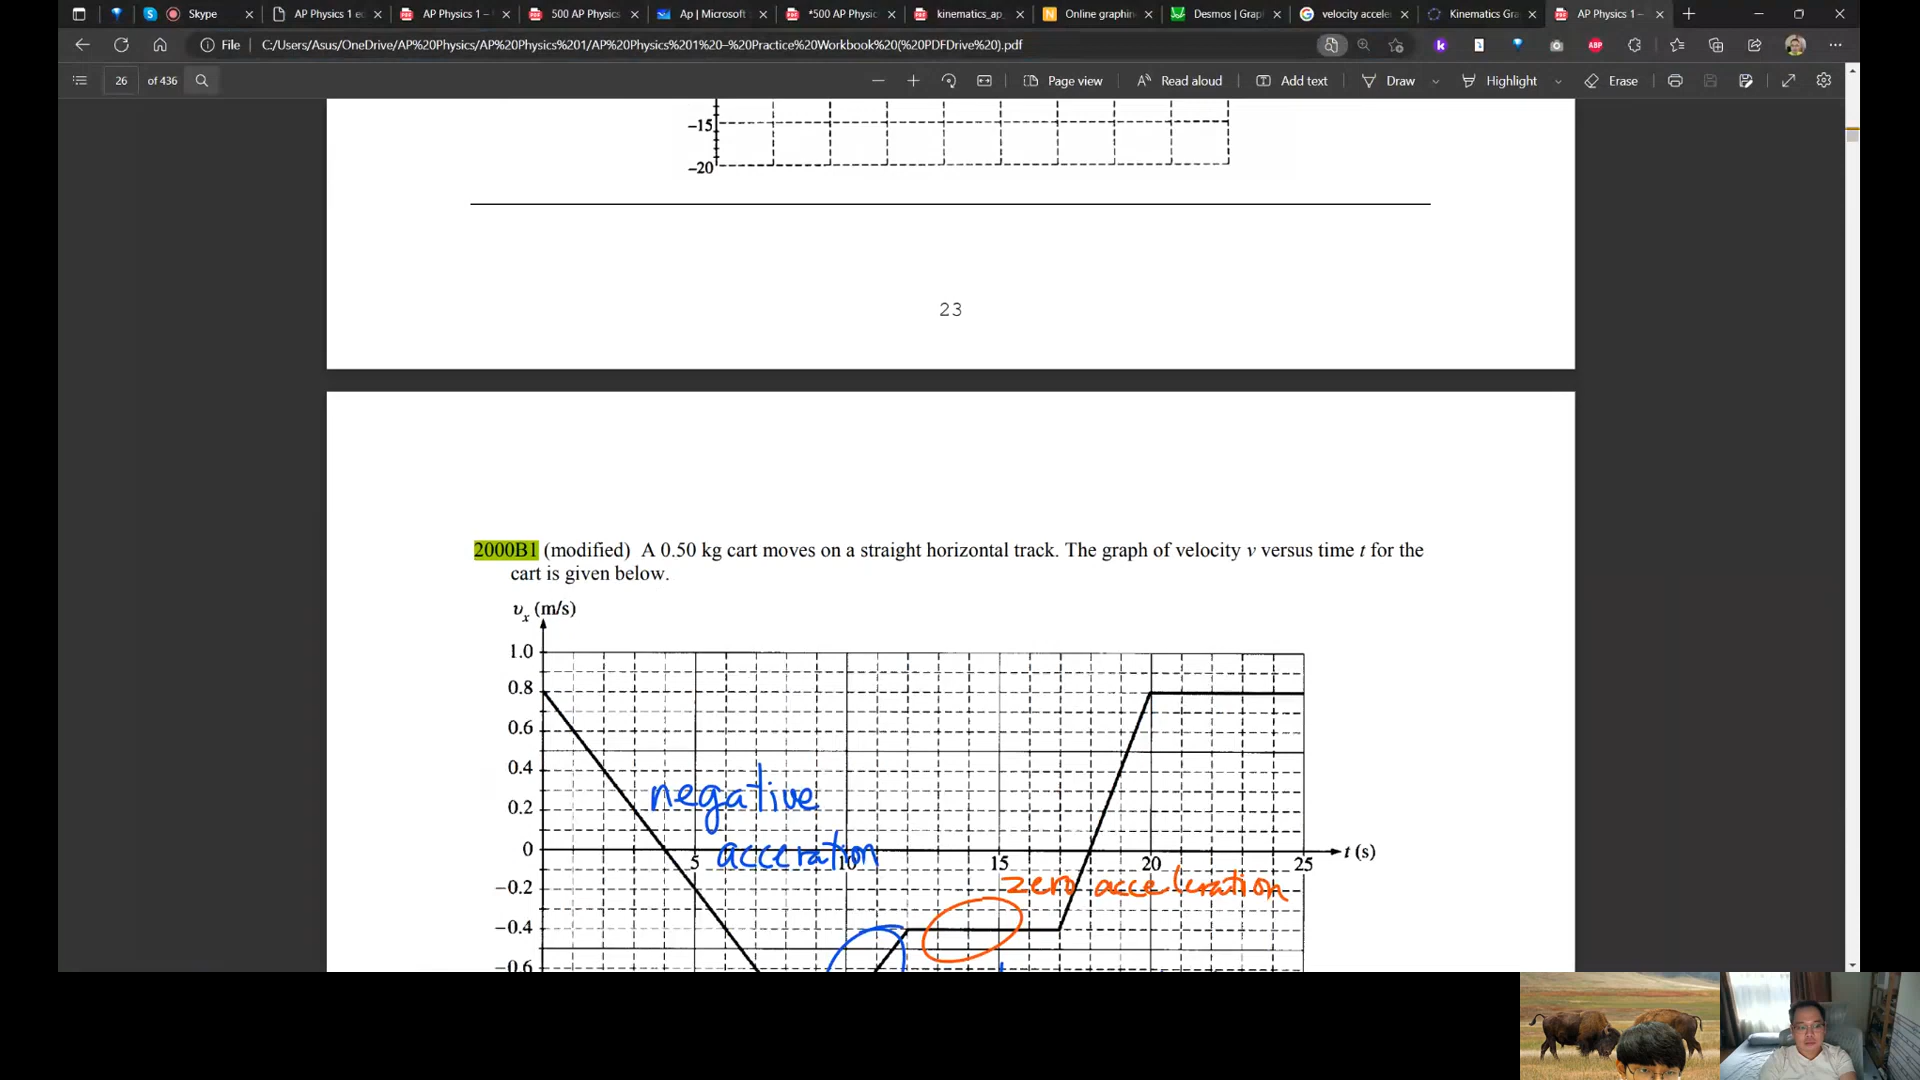 Skype
AP Physics 1 e
AP Physics 1 –
500 AP Physics
Ap | Microsoft
*500 AP Physic
kinematics_ap_
Online graphin
Desmos | Grap
velocity accele
Kinematics Gra
AP Physics 1 –
File
C:/Users/Asus/OneDrive/AP%20Physics/AP%20Physics%201/AP%20Physics%201%20–%20Practice%20Workbook%20(%20PDFDrive%20).pdf
ABP
26 of 436
Page view
Read aloud
Add text
Draw
Highlight
Erase
–15
–20
23
2000B1 (modified) A 0.50 kg cart moves on a straight horizontal track. The graph of velocity v versus time t for the
cart is given below.
υx (m/s)
1.0
0.8
0.6
0.4
0.2
0
–0.2
–0.4
–0.6
5
10
15
20
25
t (s)
negative
acceration
zero acceleration